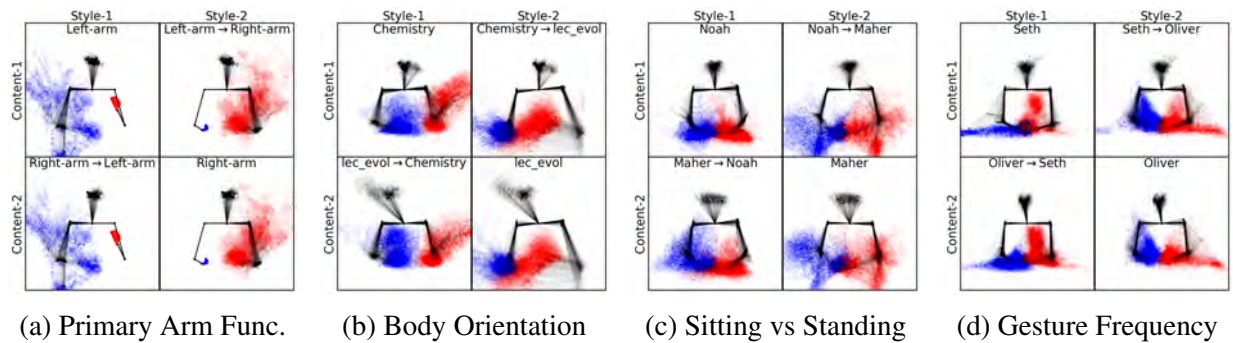 Style-1 Style-2 Style-1 Style-2 Style-1 Style-2 Style-1 Style-2
Left-arm Left-arm → Right-arm Chemistry Chemistry → lec_evol Noah Noah → Maher Seth Seth → Oliver
Content-1 Content-1 Content-1 Content-1
Right-arm → Left-arm Right-arm lec_evol → Chemistry lec_evol Maher → Noah Maher Oliver → Seth Oliver
Content-2 Content-2 Content-2 Content-2
(a) Primary Arm Func. (b) Body Orientation (c) Sitting vs Standing (d) Gesture Frequency